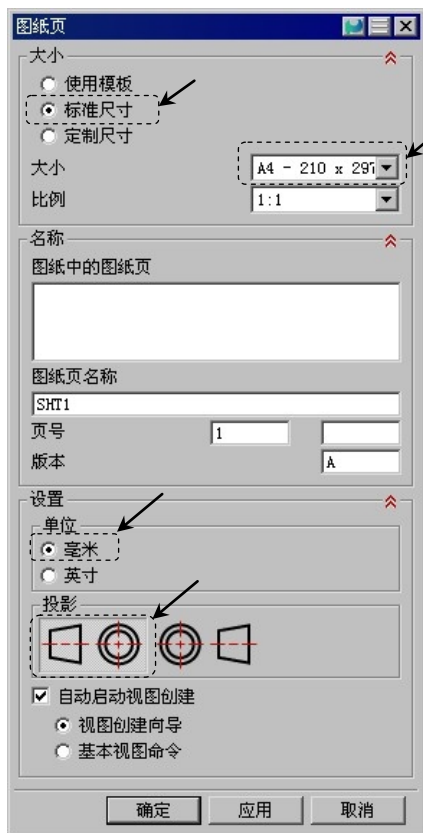 图纸页
大小
使用模板
标准尺寸
定制尺寸
大小 A4 - 210 x 297
比例 1:1
名称
图纸中的图纸页
图纸页名称
SHT1
页号 1
版本 A
设置
单位
毫米
英寸
投影
自动启动视图创建
视图创建向导
基本视图命令
确定 应用 取消